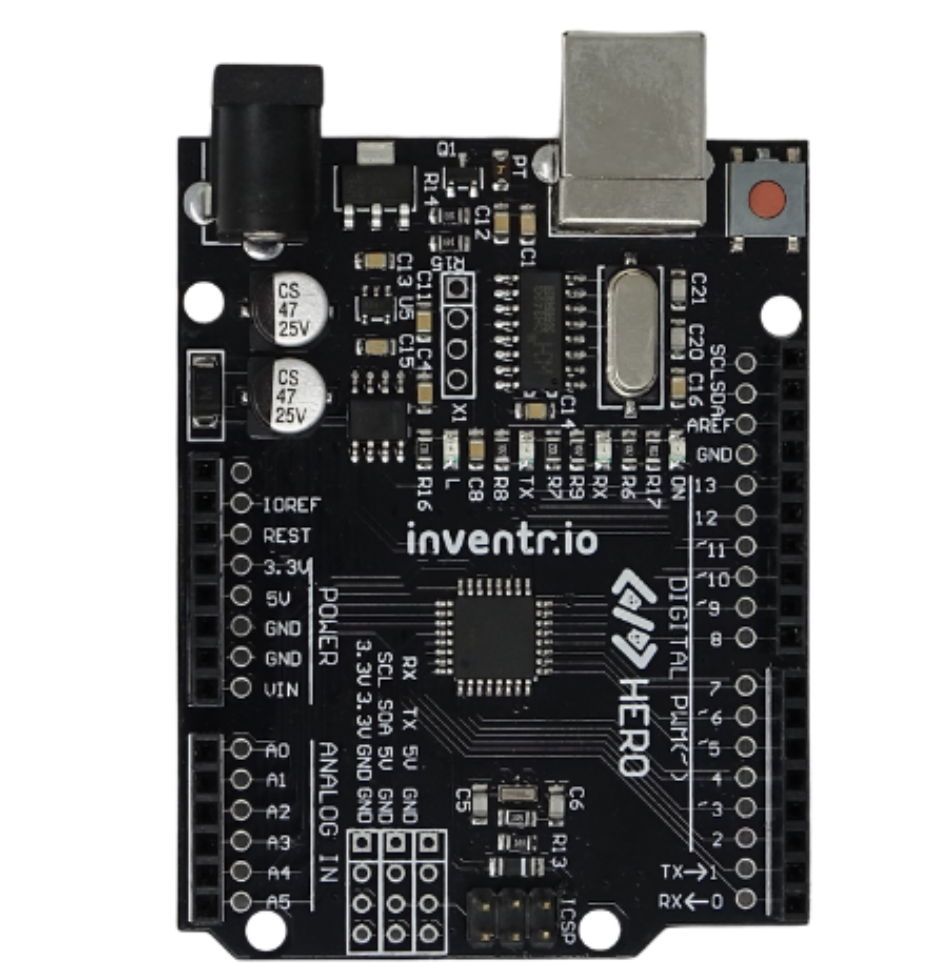 Q1
PT
R14
C12
C1
R15
C13
U5
C11
C15
C4
X1
C21
C20
C16
C14
CS
47
25V
CS
47
25V
SCL
SDA
AREF
GND
13
12
~11
~10
~9
8
7
~6
~5
4
~3
2
TX→1
RX←0
DIGITAL PWM(~)
R16
L
C8
R8
TX
R7
R9
RX
R6
R17
ON
inventr.io
HERO
IOREF
REST
3.3V
5V
GND
GND
VIN
POWER
A0
A1
A2
A3
A4
A5
ANALOG IN
3.3V 3.3V GND GND
SCL SDA 5V GND
RX TX 5V GND
C5
C6
R13
ICSP